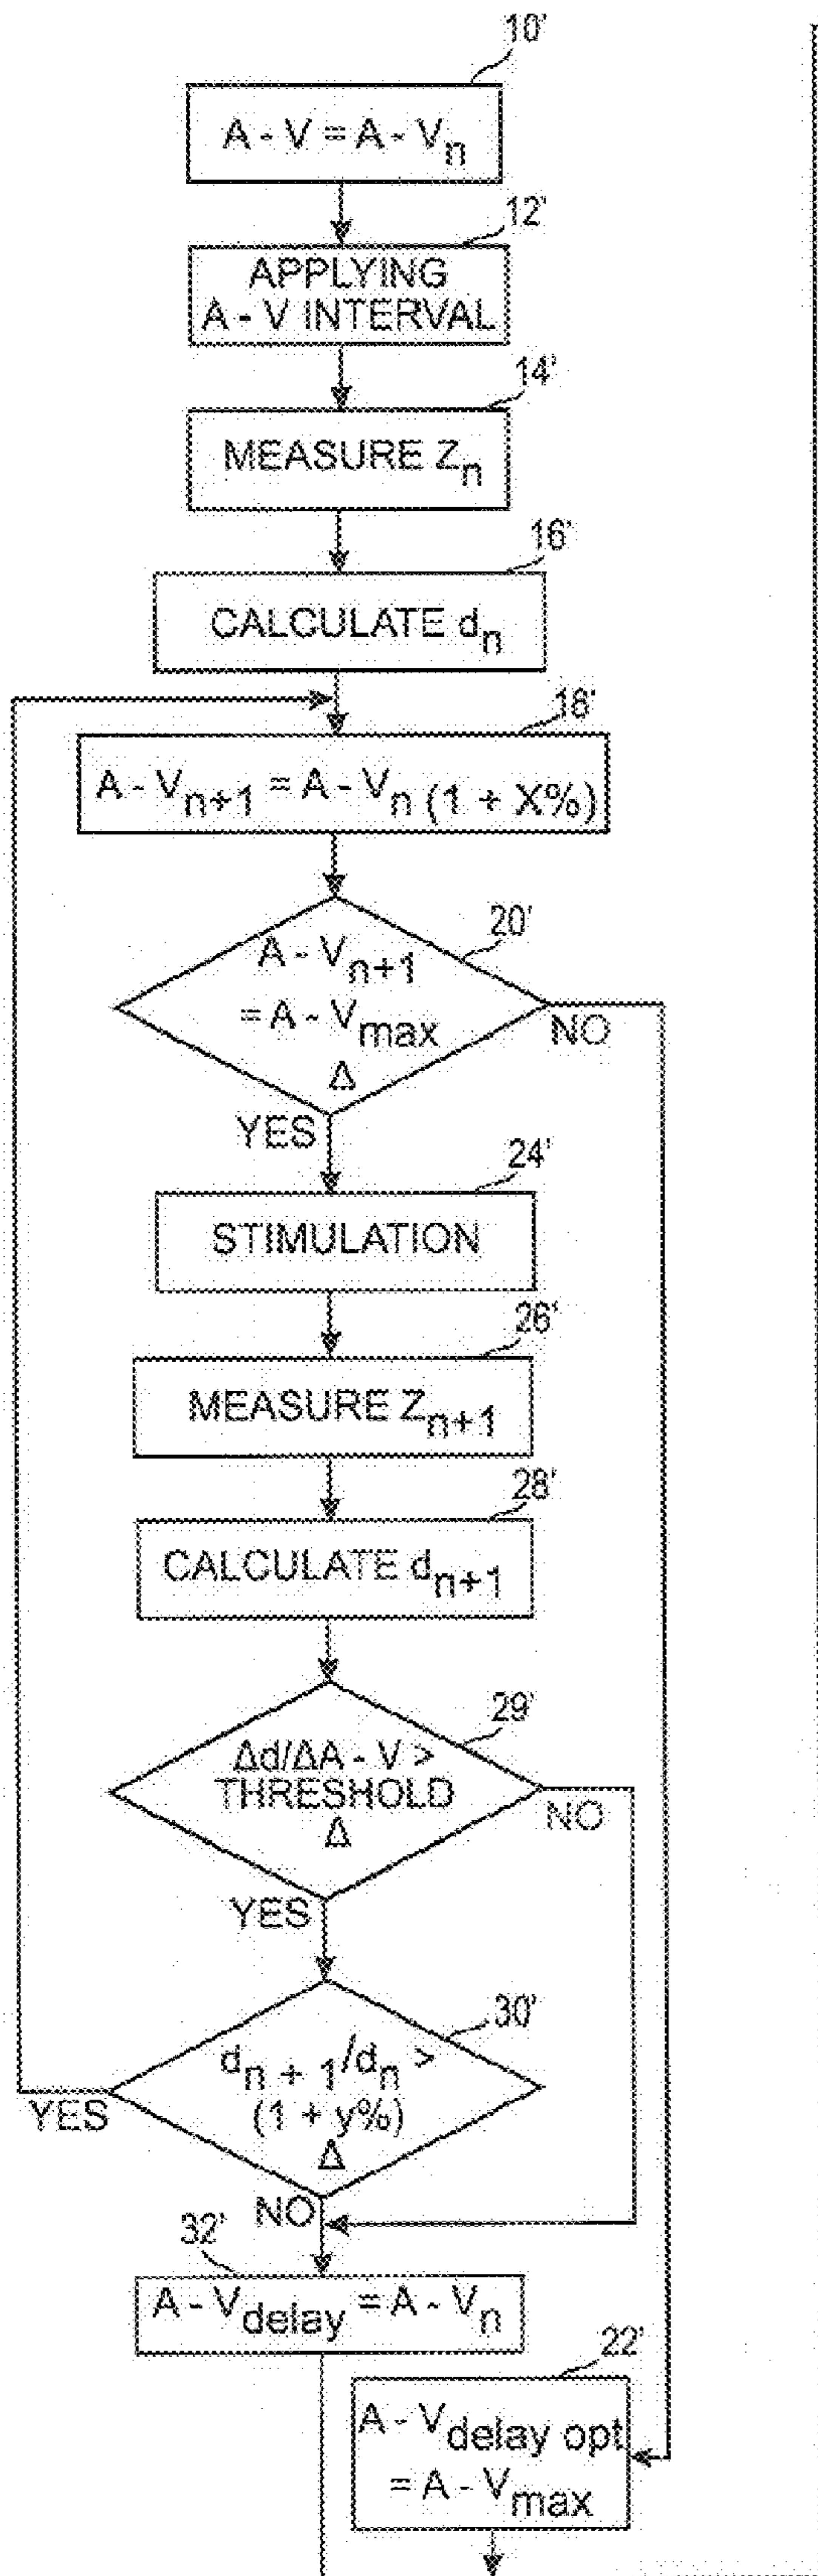 10'
A - V = A - Vn
12'
APPLYING
A - V INTERVAL
14'
MEASURE Zn
16'
CALCULATE dn
18'
A - Vn+1 = A - Vn (1 + X%)
20'
A - Vn+1
= A - Vmax
Δ
NO
YES
24'
STIMULATION
26'
MEASURE Zn+1
28'
CALCULATE dn+1
29'
Δd/ΔA - V >
THRESHOLD
Δ
NO
YES
30'
dn + 1/dn >
(1 + y%)
Δ
YES
NO
32'
A - Vdelay = A - Vn
22'
A - Vdelay opt
= A - Vmax